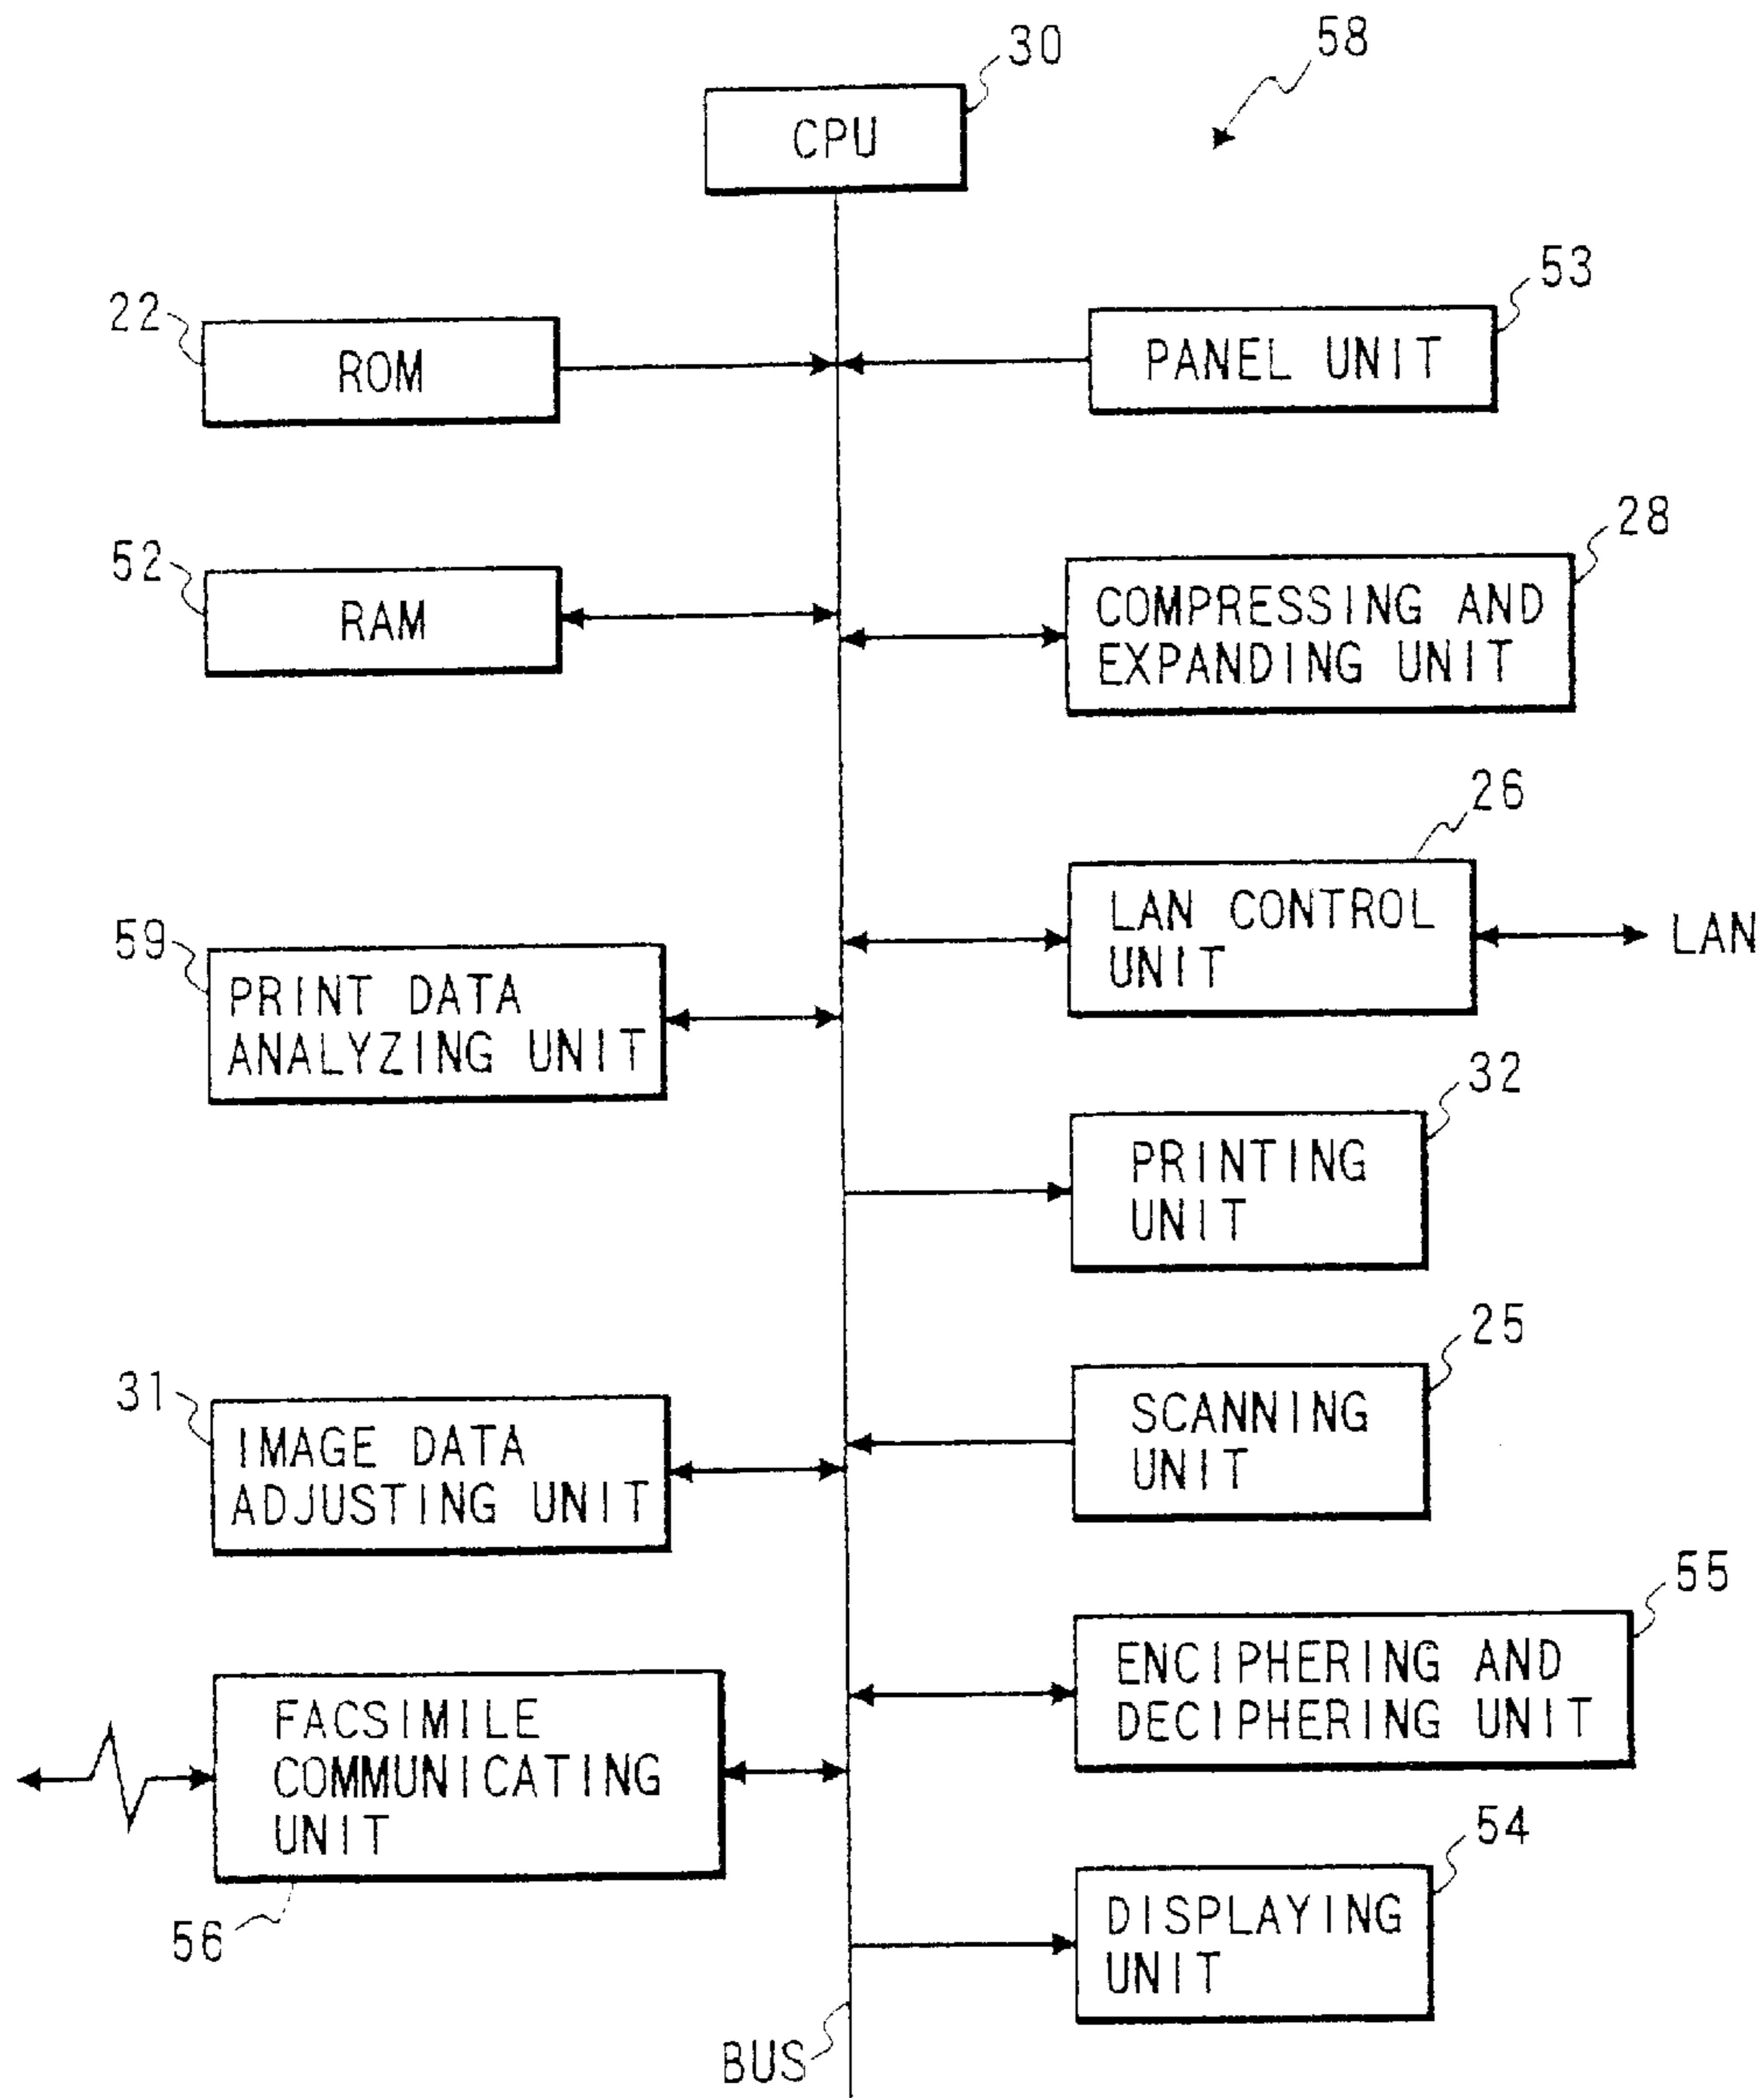 58
30
CPU
22
ROM
53
PANEL UNIT
52
RAM
28
COMPRESSING AND
EXPANDING UNIT
26
LAN CONTROL
UNIT
LAN
59
PRINT DATA
ANALYZING UNIT
32
PRINTING
UNIT
25
SCANNING
UNIT
31
IMAGE DATA
ADJUSTING UNIT
55
ENCIPHERING AND
DECIPHERING UNIT
FACSIMILE
COMMUNICATING
UNIT
56
54
DISPLAYING
UNIT
BUS